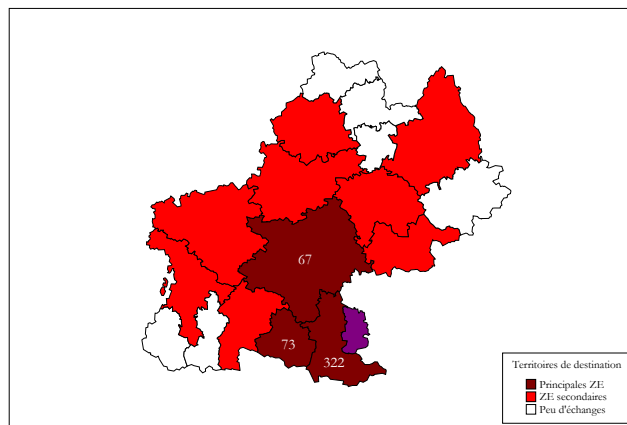 67
73
322
Territoires de destination
Principales ZE
ZE secondaires
Peu d'échanges